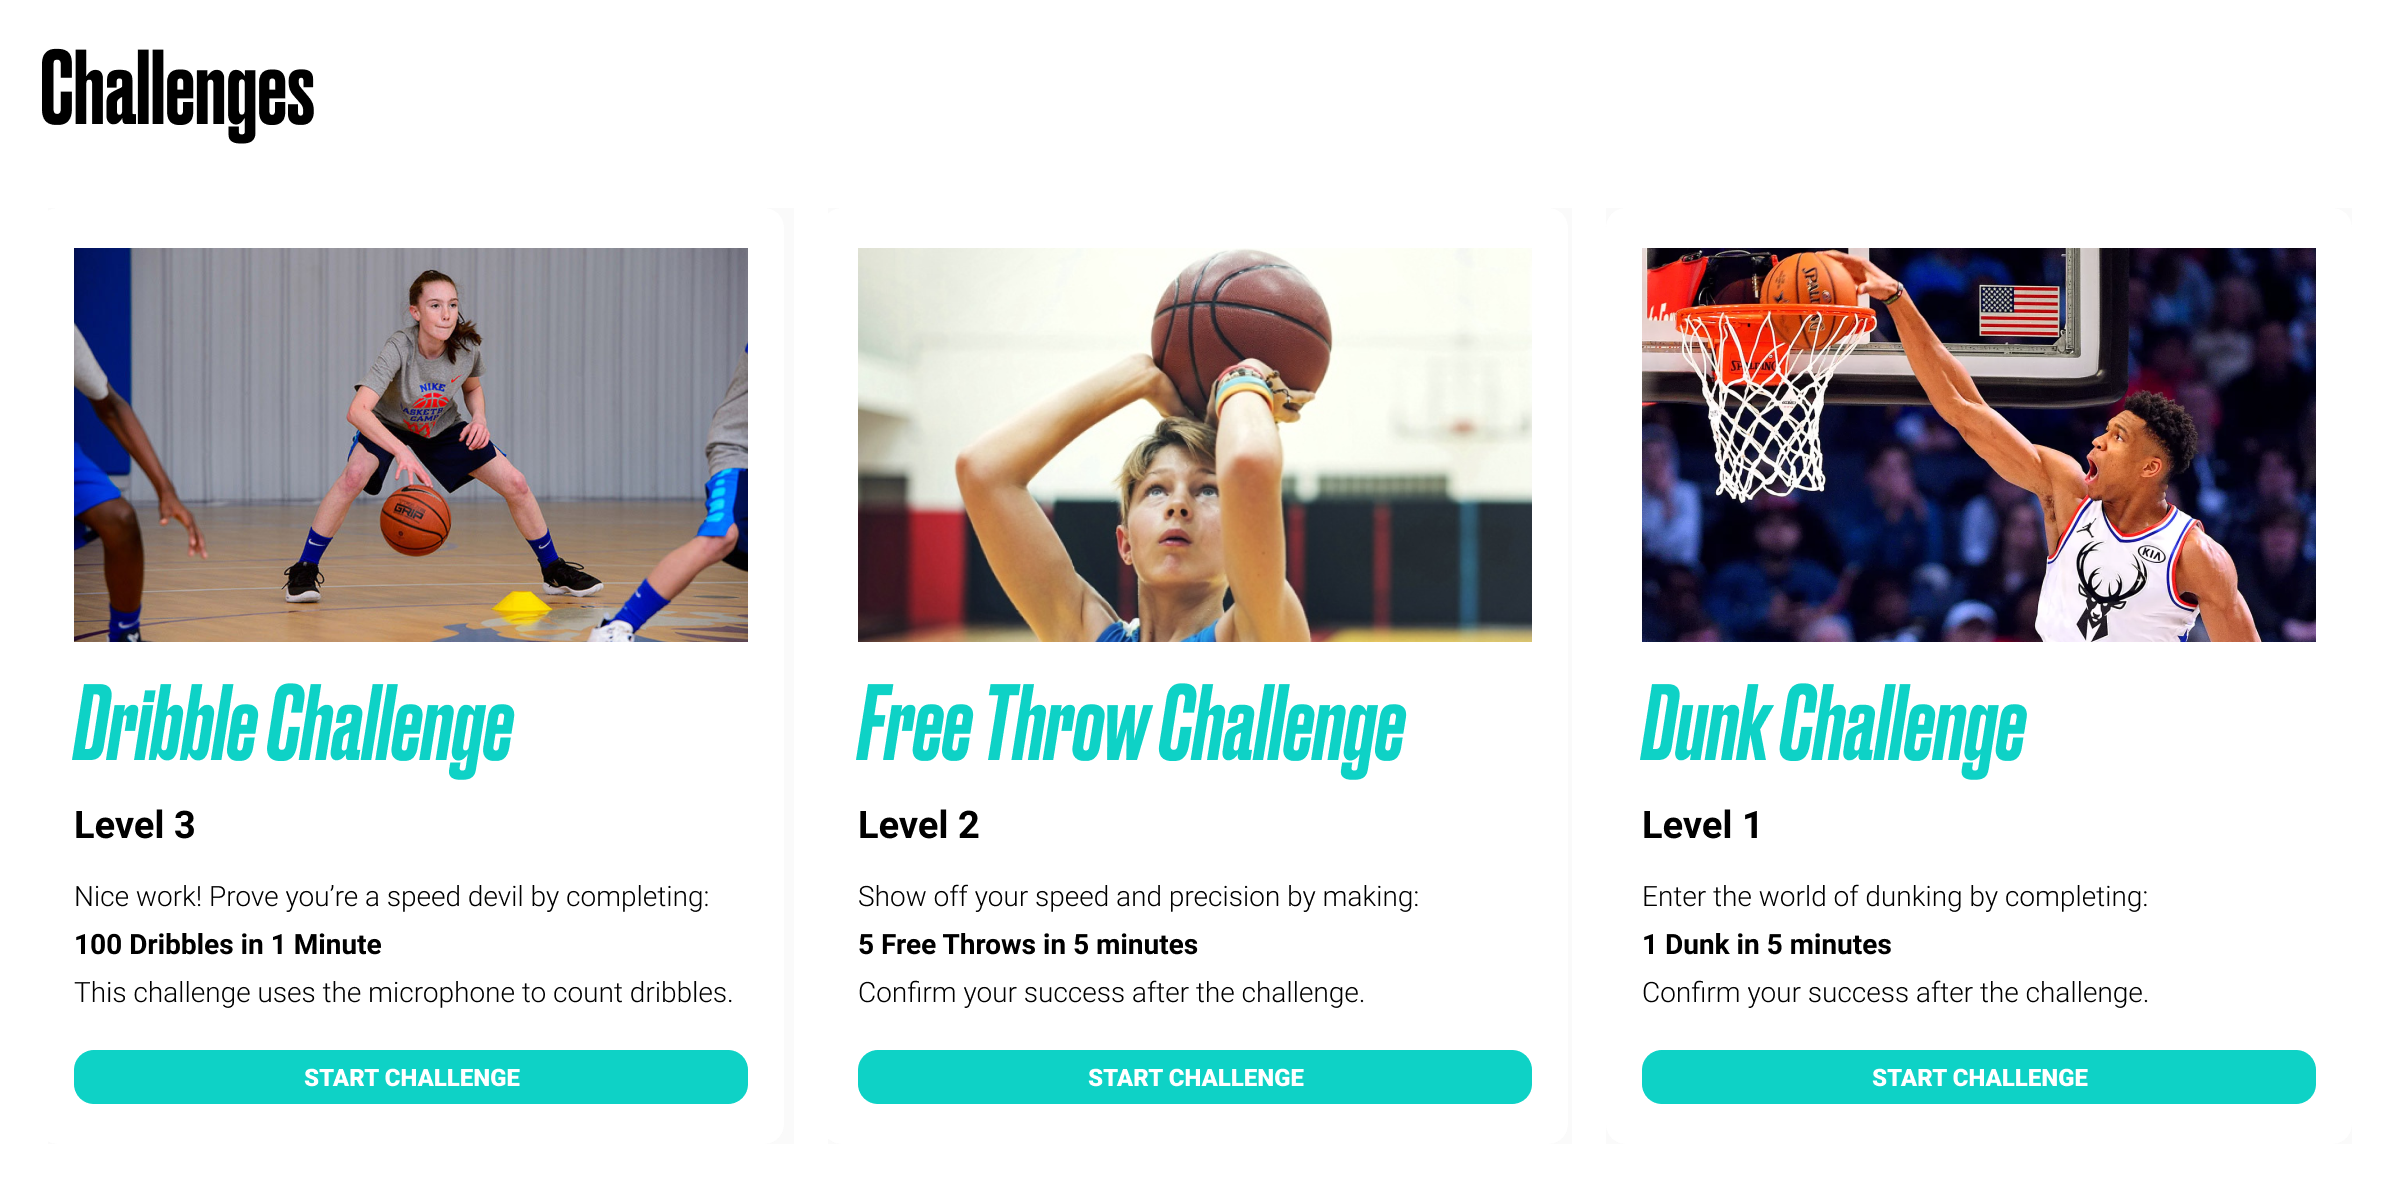 Challenges
NIKE
GRIP
SPALDING
KIA
Dribble Challenge
Level 3
Nice work! Prove you’re a speed devil by completing:
100 Dribbles in 1 Minute
This challenge uses the microphone to count dribbles.
START CHALLENGE
Free Throw Challenge
Level 2
Show off your speed and precision by making:
5 Free Throws in 5 minutes
Confirm your success after the challenge.
START CHALLENGE
Dunk Challenge
Level 1
Enter the world of dunking by completing:
1 Dunk in 5 minutes
Confirm your success after the challenge.
START CHALLENGE